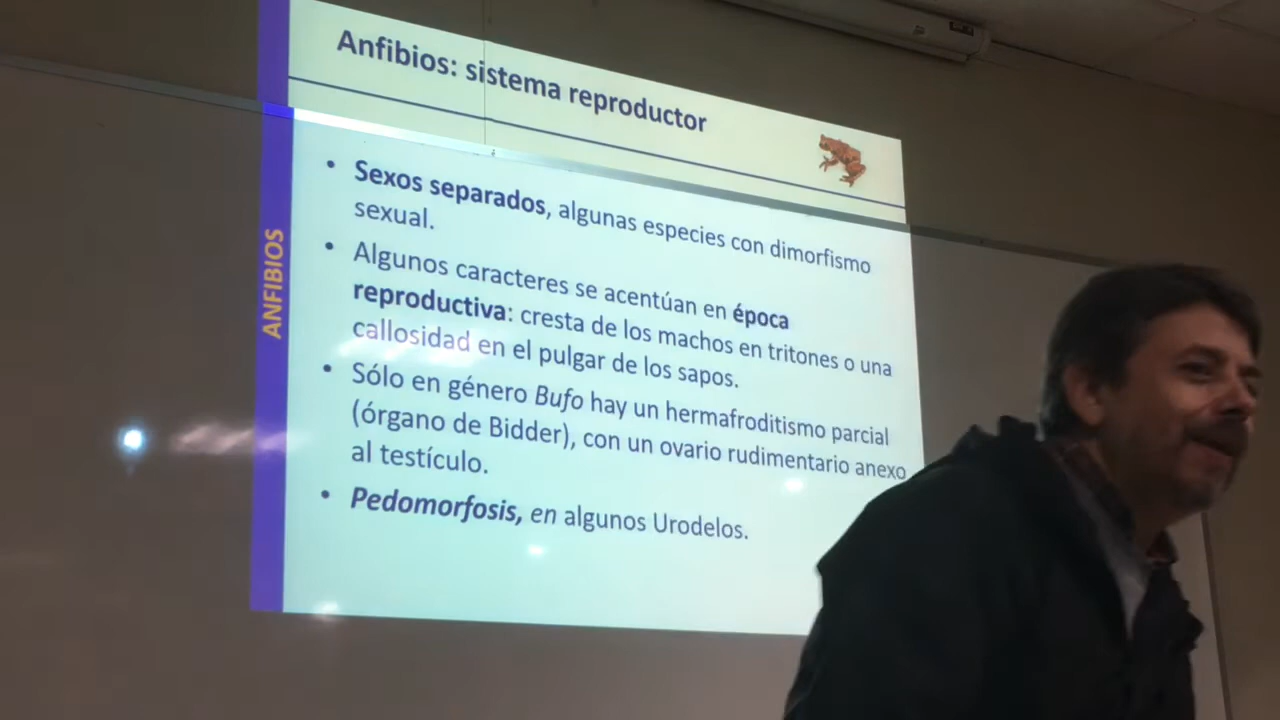 Anfibios: sistema reproductor
ANFIBIOS
• Sexos separados, algunas especies con dimorfismo
sexual.
• Algunos caracteres se acentúan en época
reproductiva: cresta de los machos en tritones o una
callosidad en el pulgar de los sapos.
• Sólo en género Bufo hay un hermafroditismo parcial
(órgano de Bidder), con un ovario rudimentario anexo
al testículo.
• Pedomorfosis, en algunos Urodelos.